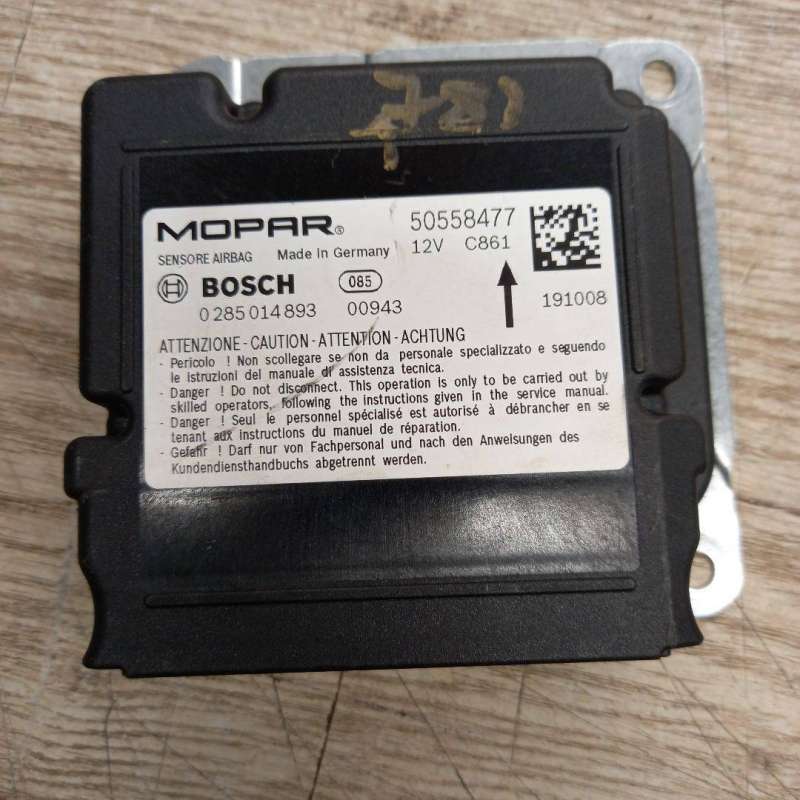 MOPAR®
50558477
SENSORE AIRBAG Made in Germany 12V C861
BOSCH 085
0 285 014 893 00943 191008
ATTENZIONE - CAUTION - ATTENTION - ACHTUNG
- Pericolo ! Non scollegare se non da personale specializzato e seguendo
le istruzioni del manuale di assistenza tecnica.
- Danger ! Do not disconnect. This operation is only to be carried out by
skilled operators, following the instructions given in the service manual.
- Danger ! Seul le personnel spécialisé est autorisé à débrancher en se
tenant aux instructions du manuel de réparation.
- Gefahr ! Darf nur von Fachpersonal und nach den Anweisungen des
Kundendiensthandbuchs abgetrennt werden.